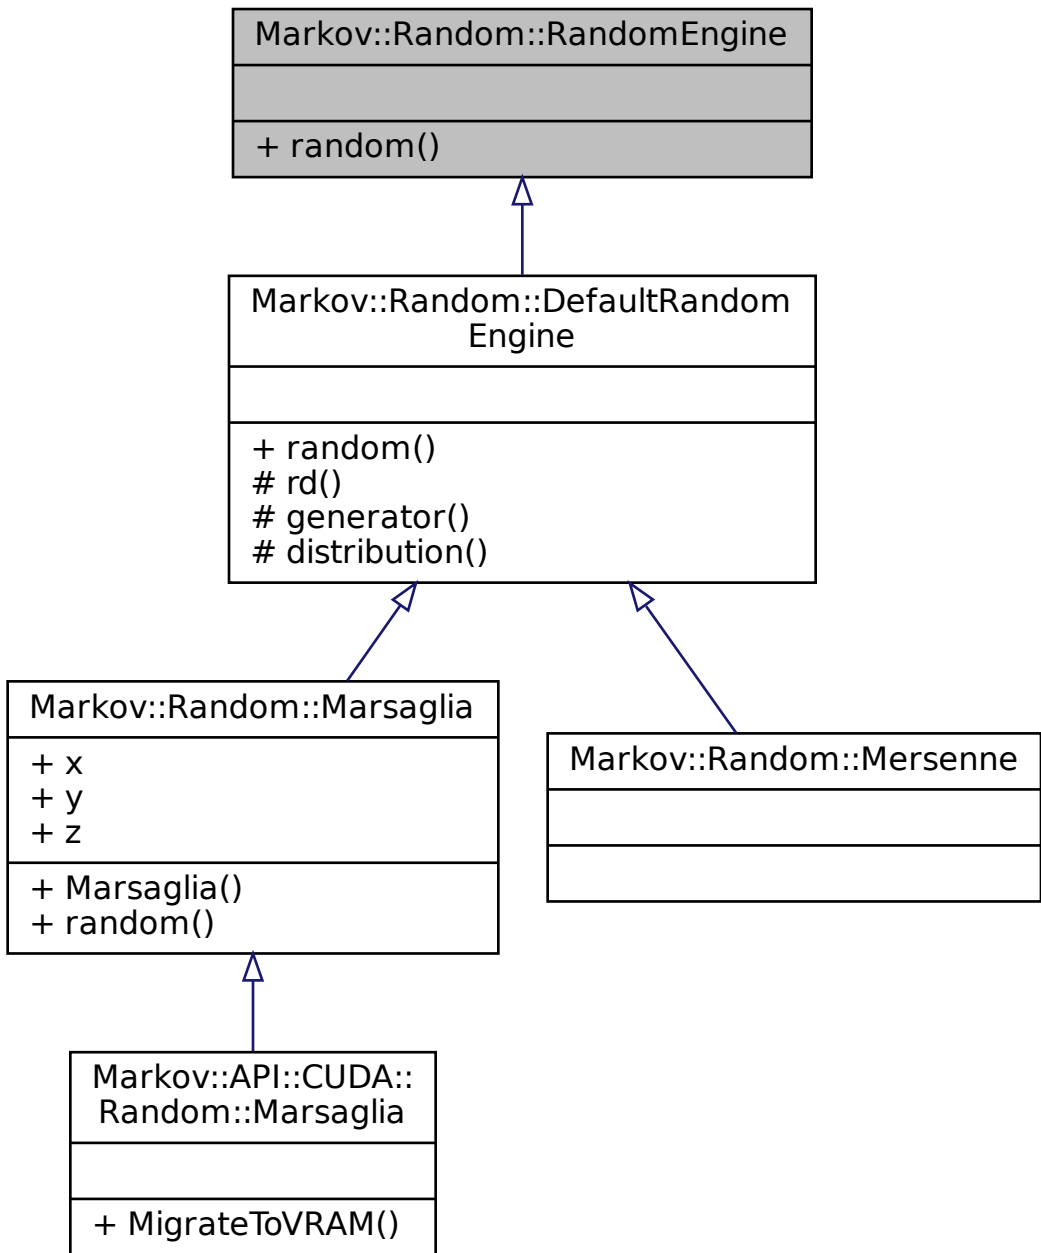 Markov::Random::RandomEngine
+ random()
Markov::Random::DefaultRandom
Engine
+ random()
# rd()
# generator()
# distribution()
Markov::Random::Marsaglia
+ x
+ y
+ z
+ Marsaglia()
+ random()
Markov::Random::Mersenne
Markov::API::CUDA::
Random::Marsaglia
+ MigrateToVRAM()